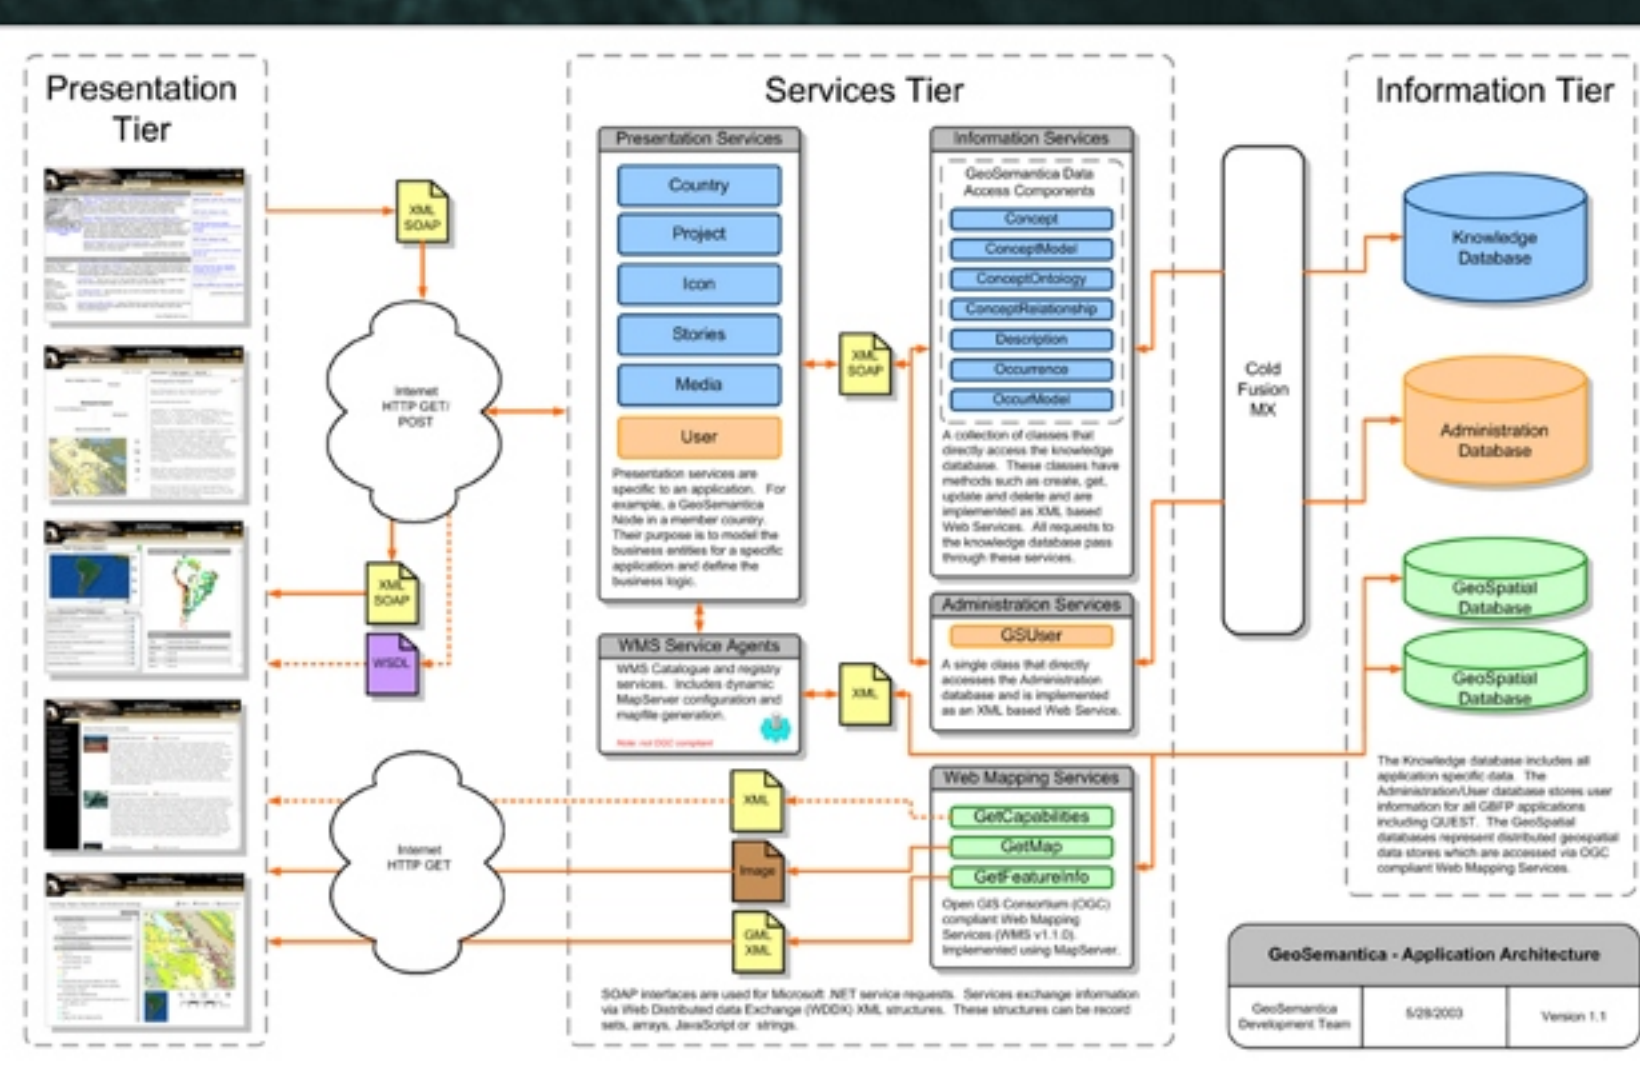 Presentation
Tier
XML
SOAP
Internet
HTTP GET/
POST
XML
SOAP
WSDL
Internet
HTTP GET
Services Tier
Presentation Services
Country
Project
Icon
Stories
Media
User
Presentation services are
specific to an application. For
example, a GeoSemantica
Node in a member country.
Their purpose is to model the
business entities for a specific
application and define the
business logic.
WMS Service Agents
WMS Catalogue and registry
services. Includes dynamic
MapServer configuration and
mapfile generation.
Note: not OGC compliant
XML
SOAP
XML
XML
Image
GML
XML
Information Services
GeoSemantica Data
Access Components
Concept
ConceptModel
ConceptOntology
ConceptRelationship
Description
Occurrence
OccurModel
A collection of classes that
directly access the knowledge
database. These classes have
methods such as create, get,
update and delete and are
implemented as XML based
Web Services. All requests to
the knowledge database pass
through these services.
Administration Services
GSUser
A single class that directly
accesses the Administration
database and is implemented
as an XML based Web Service.
Web Mapping Services
GetCapabilities
GetMap
GetFeatureInfo
Open GIS Consortium (OGC)
compliant Web Mapping
Services (WMS v1.1.0).
Implemented using MapServer.
SOAP interfaces are used for Microsoft .NET service requests. Services exchange information
via Web Distributed data Exchange (WDDX) XML structures. These structures can be record
sets, arrays, JavaScript or strings.
Cold
Fusion
MX
Information Tier
Knowledge
Database
Administration
Database
GeoSpatial
Database
GeoSpatial
Database
The Knowledge database includes all
application specific data. The
Administration/User database stores user
information for all GBFP applications
including QUEST. The GeoSpatial
databases represent distributed geospatial
data stores which are accessed via OGC
compliant Web Mapping Services.
GeoSemantica - Application Architecture
GeoSemantica
Development Team
5/28/2003
Version 1.1